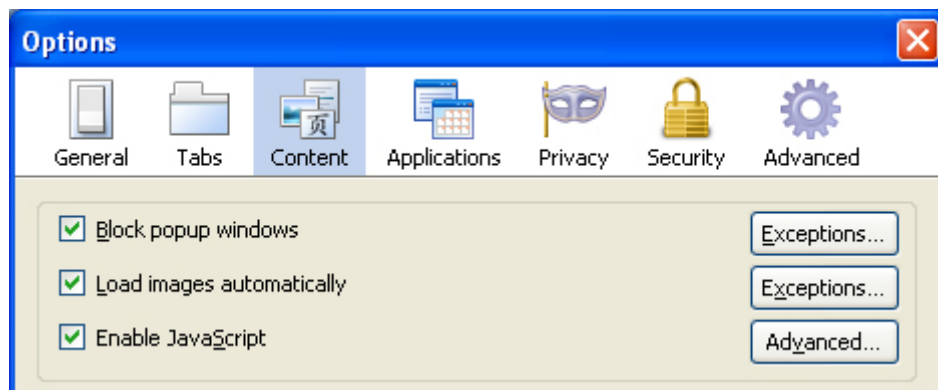 Options
页
General Tabs Content Applications Privacy Security Advanced
Block popup windows Exceptions...
Load images automatically Exceptions...
Enable JavaScript Advanced...